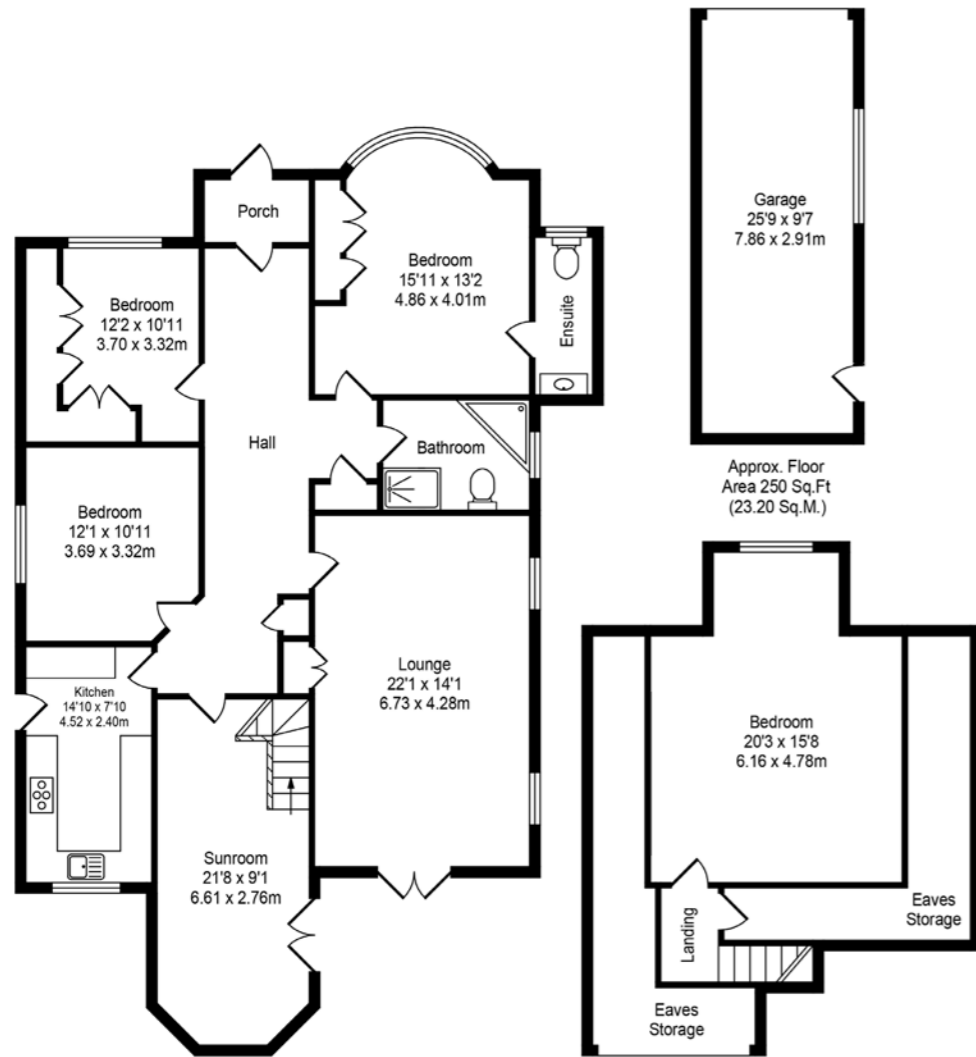 Porch
Bedroom
15'11 x 13'2
4.86 x 4.01m
Ensuite
Bedroom
12'2 x 10'11
3.70 x 3.32m
Hall
Bathroom
Bedroom
12'1 x 10'11
3.69 x 3.32m
Kitchen
14'10 x 7'10
4.52 x 2.40m
Lounge
22'1 x 14'1
6.73 x 4.28m
Sunroom
21'8 x 9'1
6.61 x 2.76m
Garage
25'9 x 9'7
7.86 x 2.91m
Approx. Floor
Area 250 Sq.Ft
(23.20 Sq.M.)
Bedroom
20'3 x 15'8
6.16 x 4.78m
Landing
Eaves
Storage
Eaves
Storage